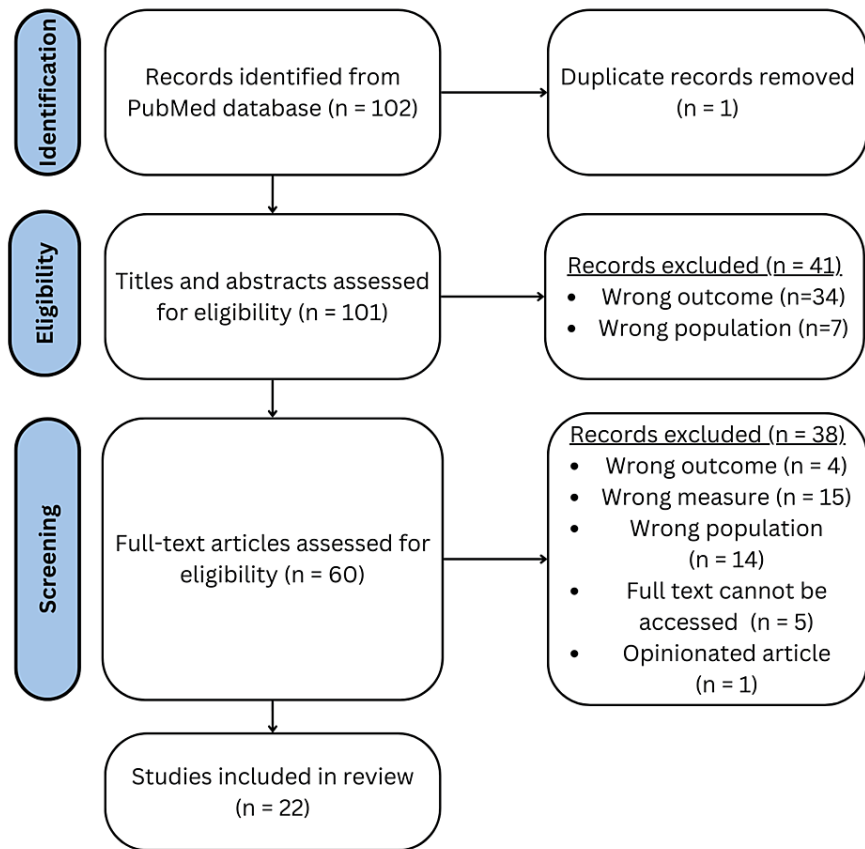 Identification
Records identified from
PubMed database (n = 102)
Duplicate records removed
(n = 1)
Eligibility
Titles and abstracts assessed
for eligibility (n = 101)
Records excluded (n = 41)
• Wrong outcome (n=34)
• Wrong population (n=7)
Screening
Full-text articles assessed for
eligibility (n = 60)
Records excluded (n = 38)
• Wrong outcome (n = 4)
• Wrong measure (n = 15)
• Wrong population
(n = 14)
• Full text cannot be
accessed (n = 5)
• Opinionated article
(n = 1)
Studies included in review
(n = 22)